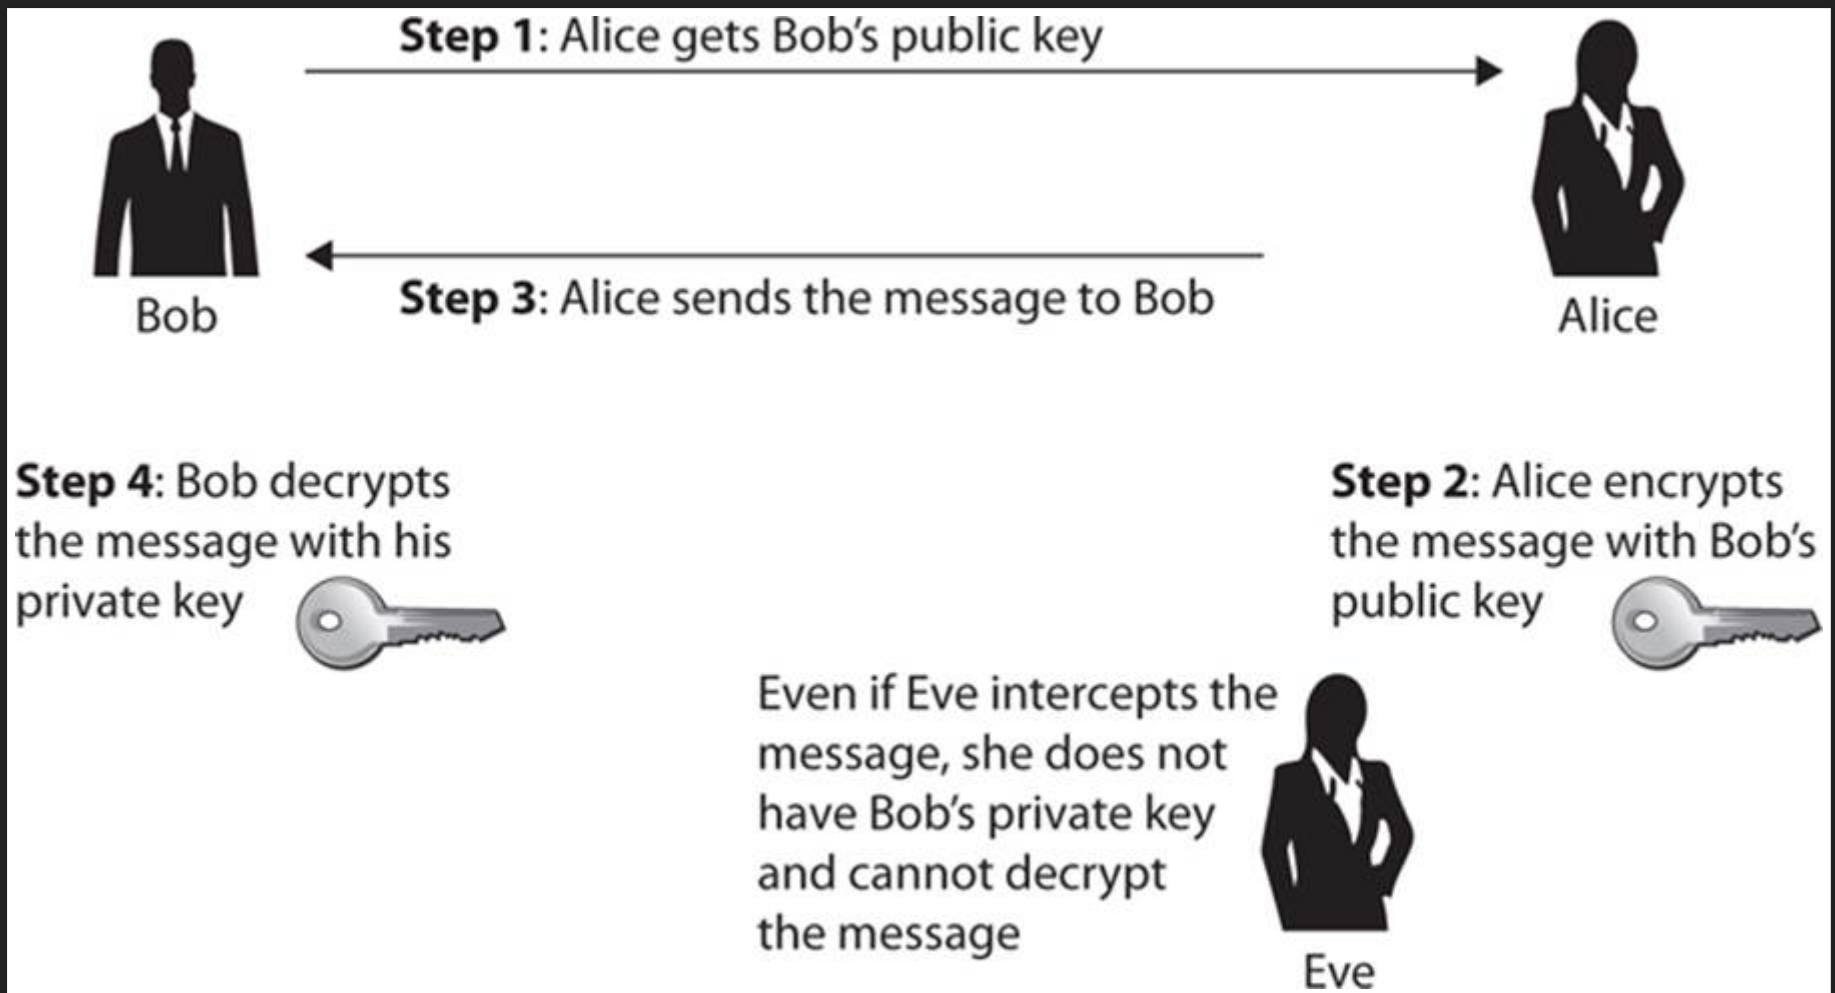 Step 1: Alice gets Bob’s public key
Step 3: Alice sends the message to Bob
Bob
Alice
Step 4: Bob decrypts
the message with his
private key
Step 2: Alice encrypts
the message with Bob’s
public key
Even if Eve intercepts the
message, she does not
have Bob’s private key
and cannot decrypt
the message
Eve